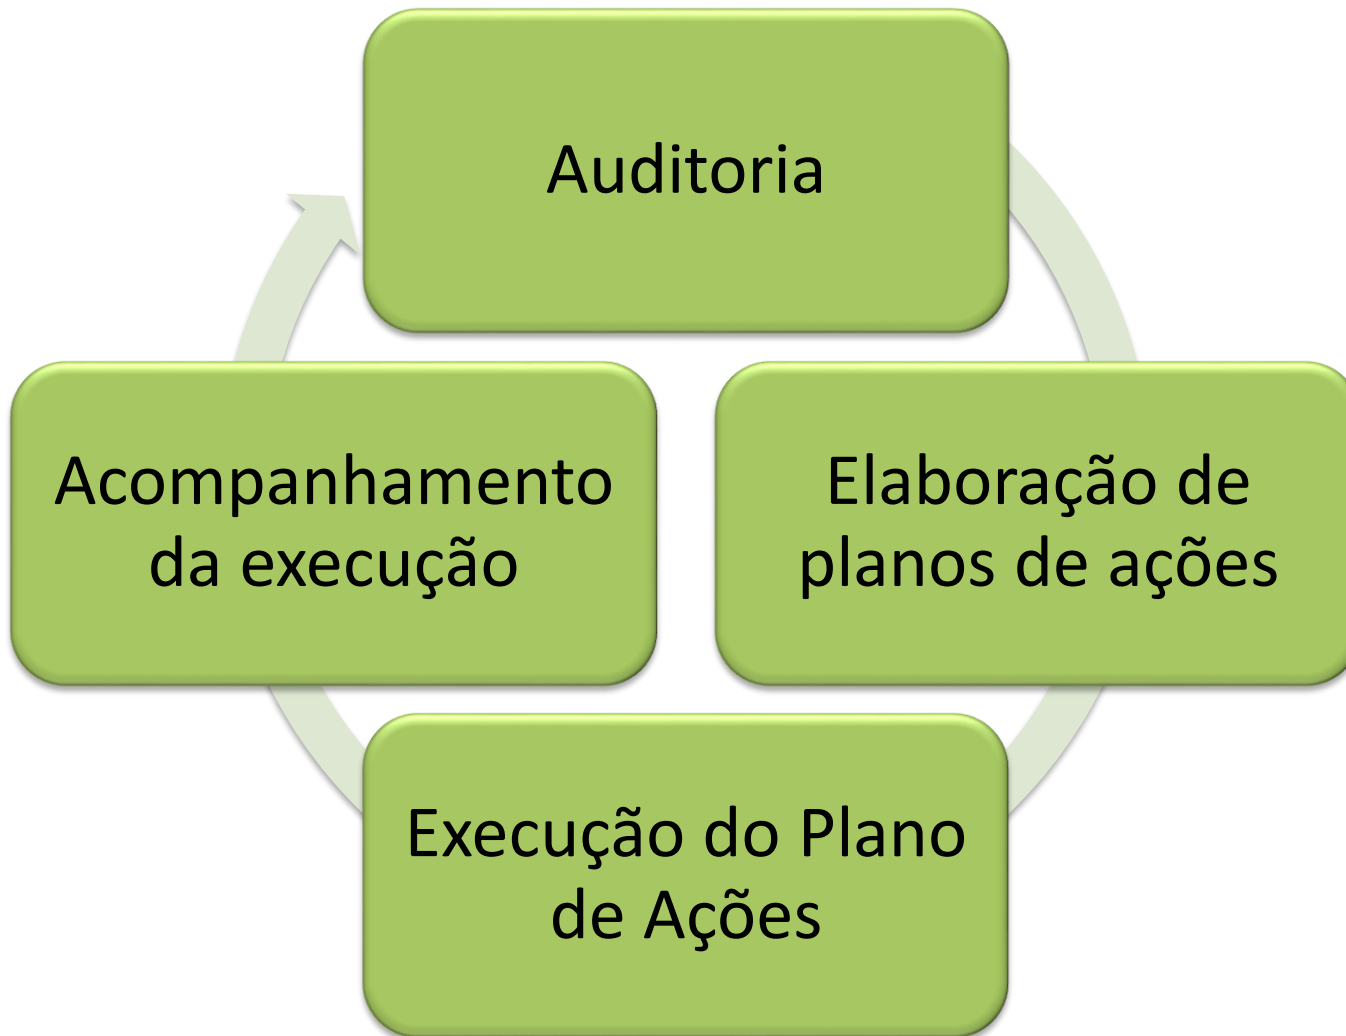 Auditoria
Acompanhamento
da execução
Elaboração de
planos de ações
Execução do Plano
de Ações